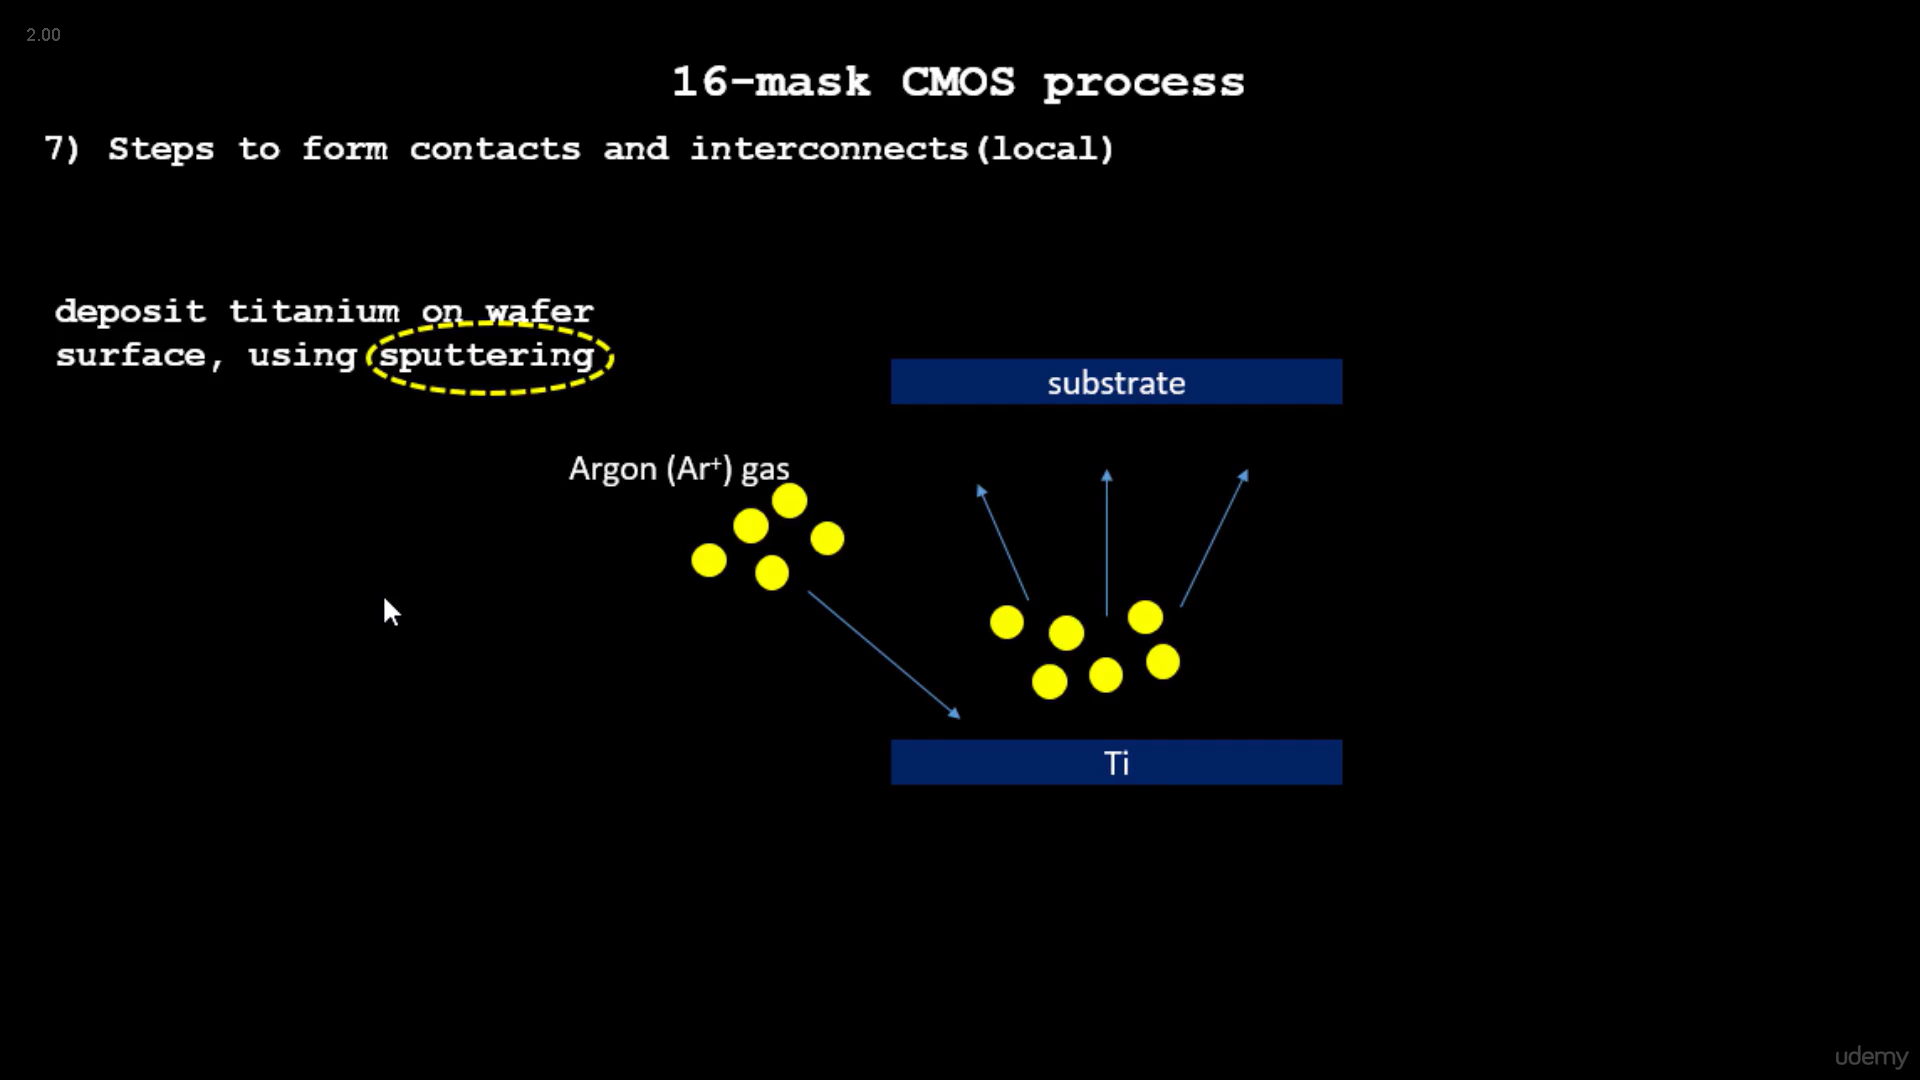 2.00
16-mask CMOS process
7) Steps to form contacts and interconnects(local)
deposit titanium on wafer
surface, using sputtering
substrate
Argon (Ar⁺) gas
Ti
udemy